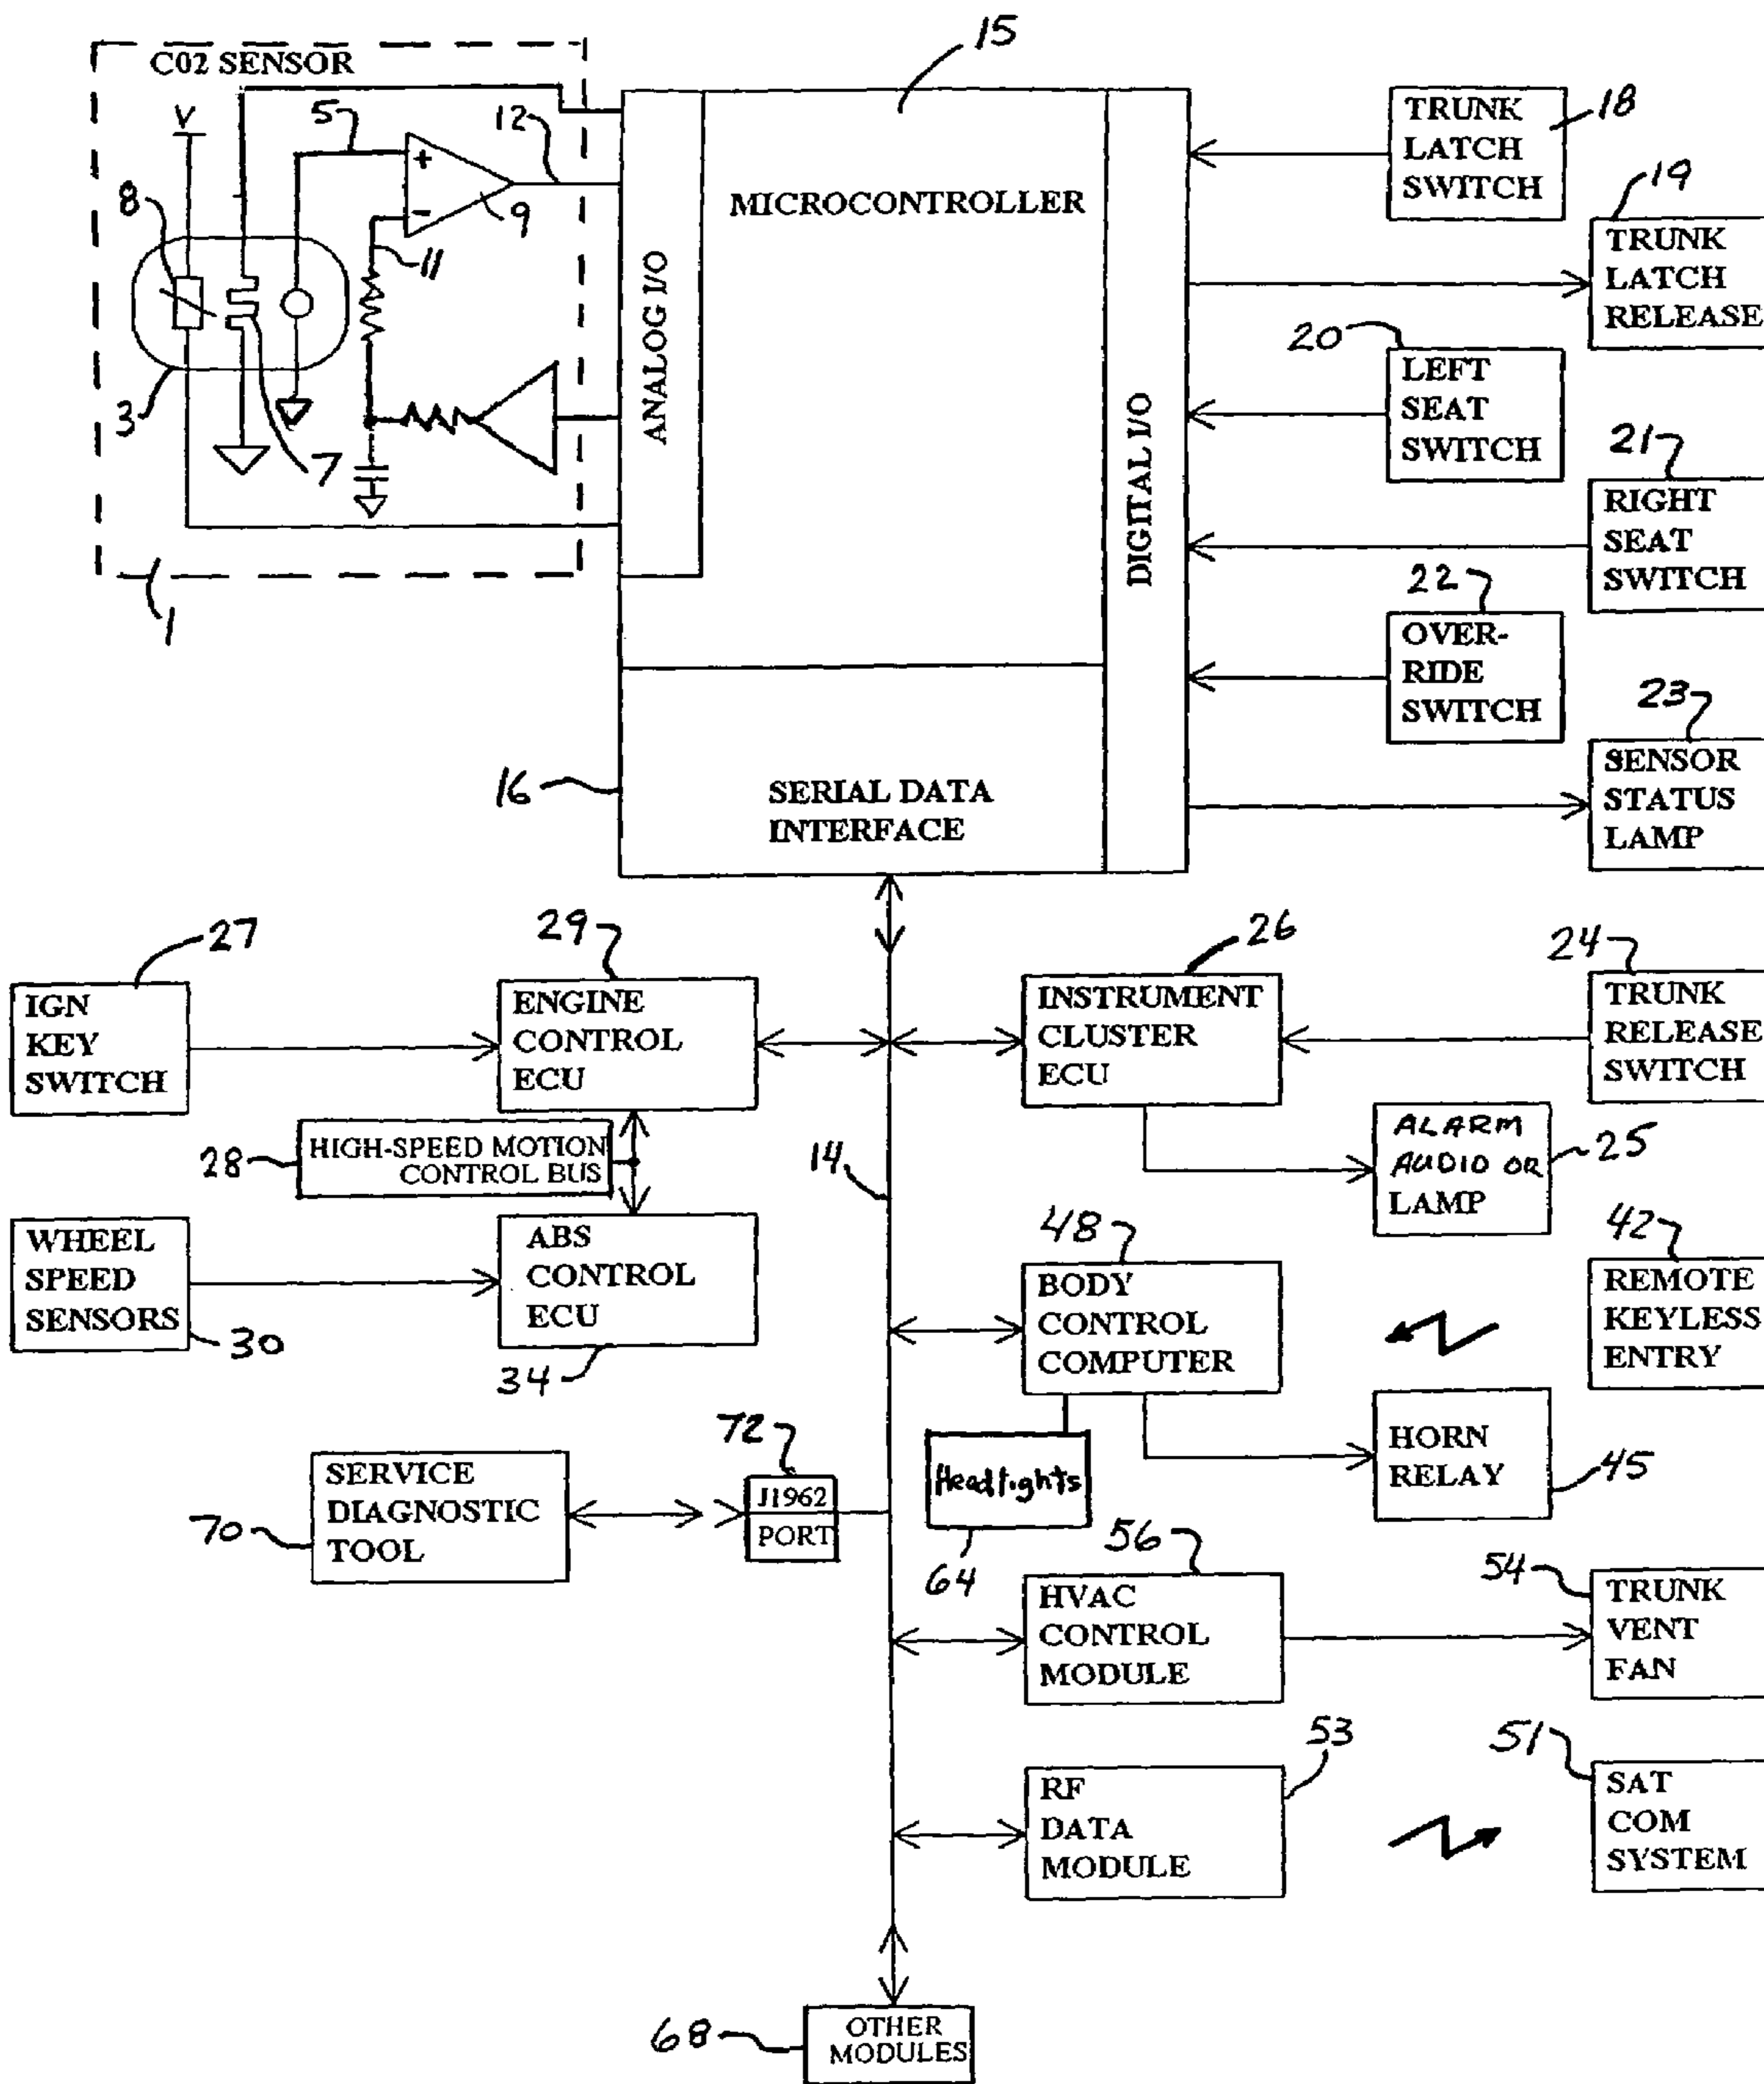 C02 SENSOR
15
V
5
12
+
-
9
8
11
3
7
1
ANALOG I/O
MICROCONTROLLER
DIGITAL I/O
16
SERIAL DATA
INTERFACE
TRUNK
LATCH
SWITCH
18
19
TRUNK
LATCH
RELEASE
20
LEFT
SEAT
SWITCH
21
RIGHT
SEAT
SWITCH
22
OVER-
RIDE
SWITCH
23
SENSOR
STATUS
LAMP
27
IGN
KEY
SWITCH
29
ENGINE
CONTROL
ECU
26
INSTRUMENT
CLUSTER
ECU
24
TRUNK
RELEASE
SWITCH
28
HIGH-SPEED MOTION
CONTROL BUS
14
ALARM
AUDIO OR
LAMP
25
WHEEL
SPEED
SENSORS
30
ABS
CONTROL
ECU
34
48
BODY
CONTROL
COMPUTER
42
REMOTE
KEYLESS
ENTRY
Headlights
64
HORN
RELAY
45
70
SERVICE
DIAGNOSTIC
TOOL
72
J1962
PORT
56
HVAC
CONTROL
MODULE
54
TRUNK
VENT
FAN
53
RF
DATA
MODULE
51
SAT
COM
SYSTEM
68
OTHER
MODULES